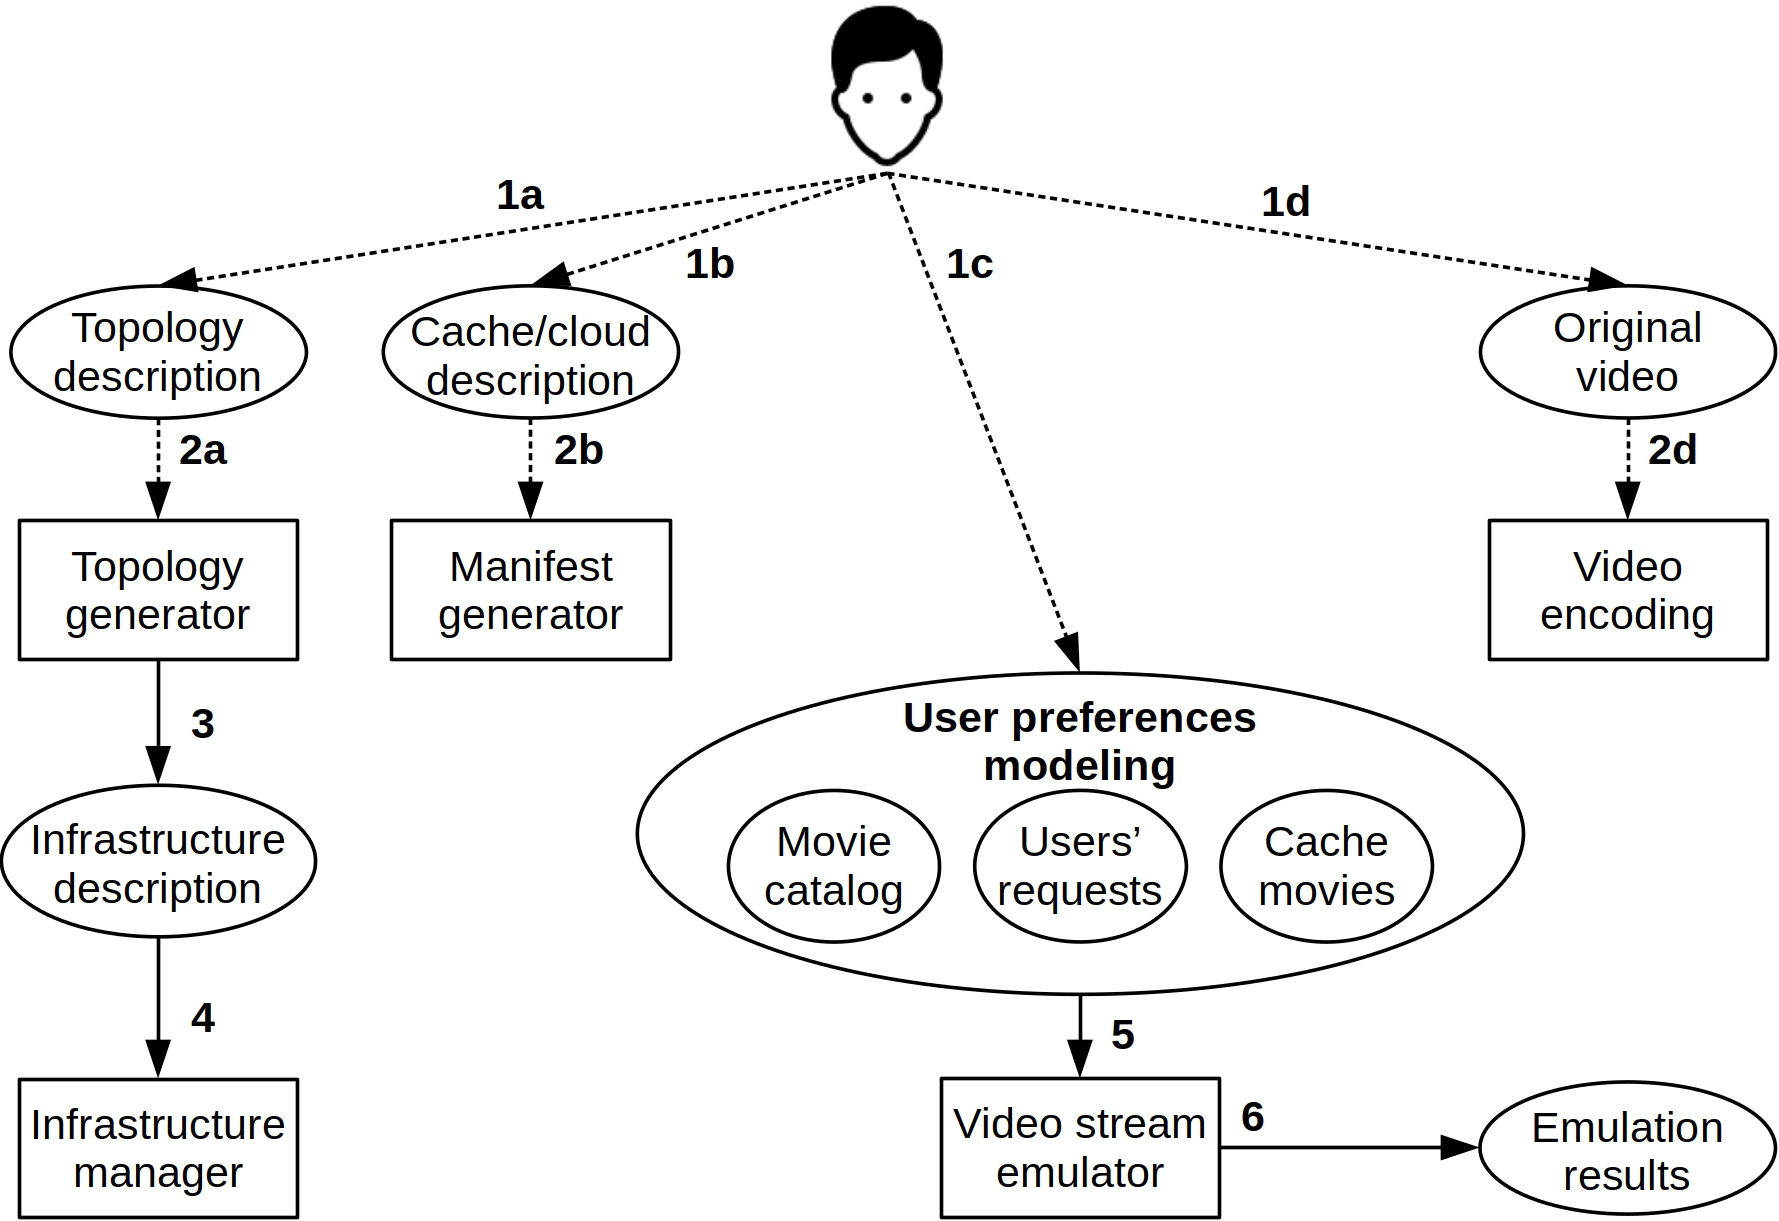 1a
1b
1c
1d
Topology
description
Cache/cloud
description
Original
video
2a
2b
2d
Topology
generator
Manifest
generator
Video
encoding
3
User preferences
modeling
Movie
catalog
Users’
requests
Cache
movies
Infrastructure
description
4
5
Infrastructure
manager
Video stream
emulator
6
Emulation
results